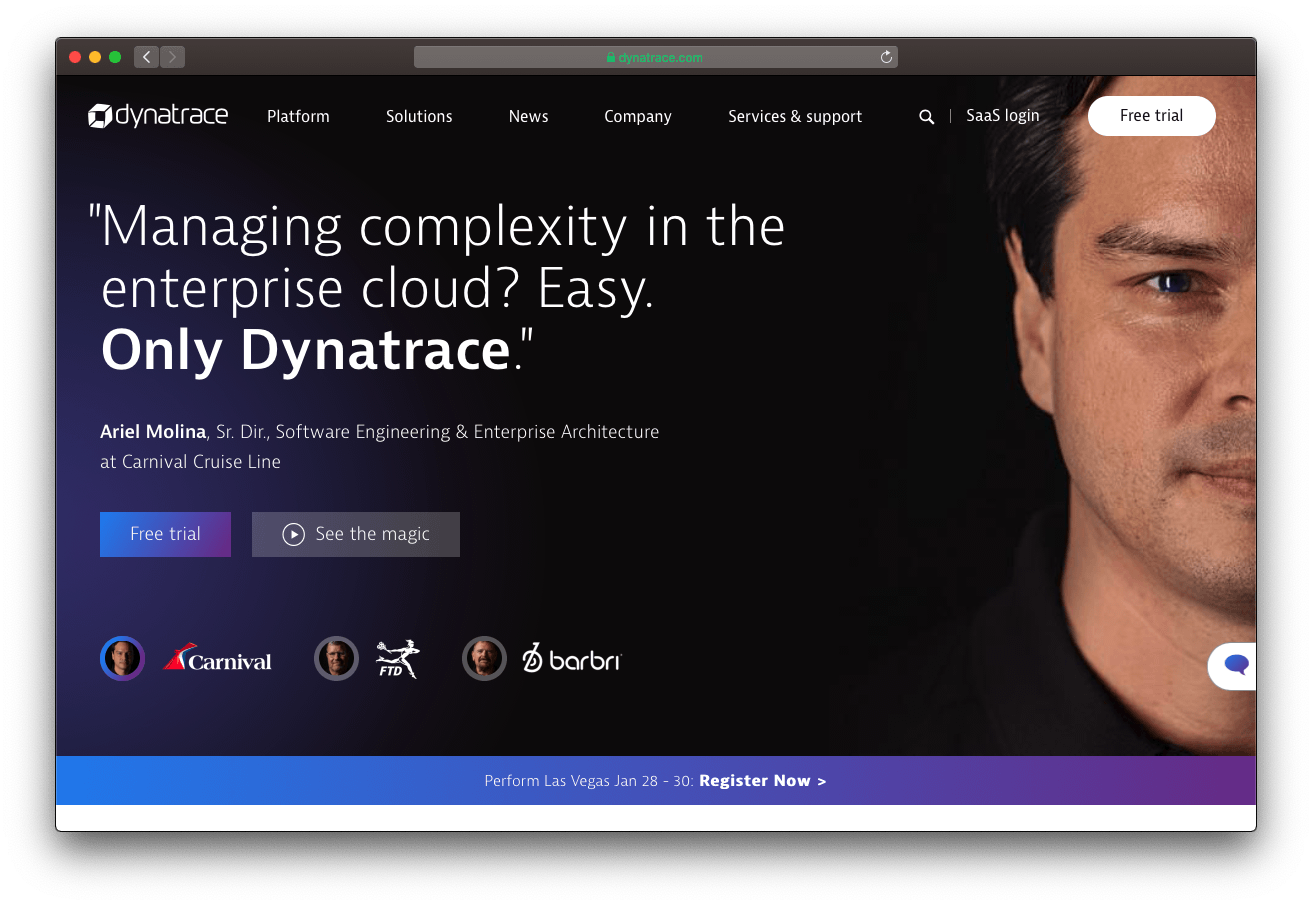 dynatrace.com
dynatrace
Platform
Solutions
News
Company
Services & support
SaaS login
Free trial
"Managing complexity in the
enterprise cloud? Easy.
Only Dynatrace."
Ariel Molina, Sr. Dir., Software Engineering & Enterprise Architecture
at Carnival Cruise Line
Free trial
See the magic
Carnival
FTD
barbri
Perform Las Vegas Jan 28 - 30: Register Now >